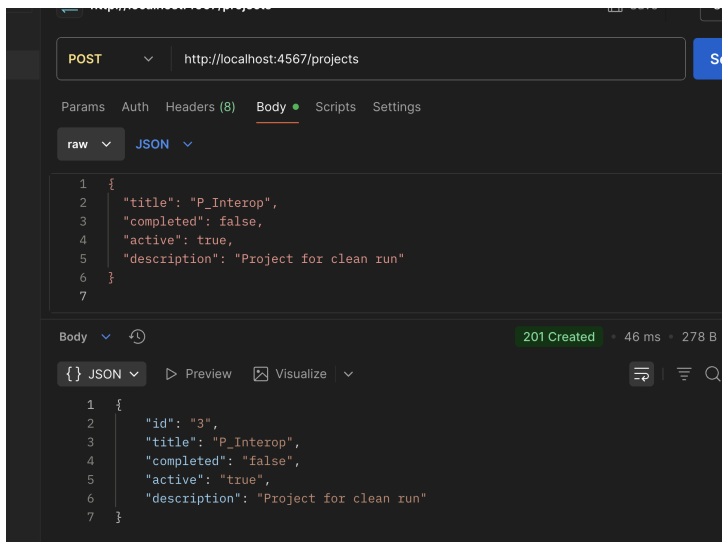 POST http://localhost:4567/projects
Params Auth Headers (8) Body Scripts Settings
raw JSON
1 {
2 "title": "P_Interop",
3 "completed": false,
4 "active": true,
5 "description": "Project for clean run"
6 }
7
Body 201 Created 46 ms 278 B
{} JSON Preview Visualize
1 {
2 "id": "3",
3 "title": "P_Interop",
4 "completed": "false",
5 "active": "true",
6 "description": "Project for clean run"
7 }